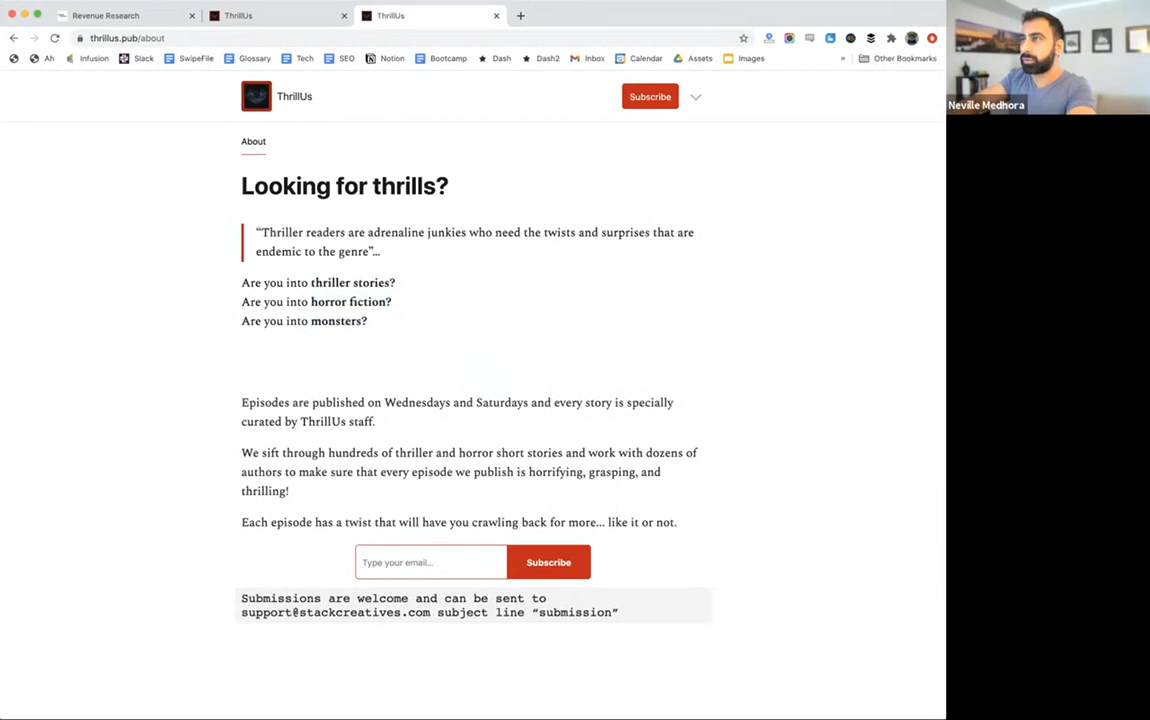 Revenue Research
ThrillUs
ThrillUs
thrillus.pub/about
Ah
Infusion
Slack
SwipeFile
Glossary
Tech
SEO
Notion
Bootcamp
Dash
Dash2
Inbox
Calendar
Assets
Images
»
Other Bookmarks
Neville Medhora
ThrillUs
Subscribe
About
Looking for thrills?
“Thriller readers are adrenaline junkies who need the twists and surprises that are
endemic to the genre”...
Are you into thriller stories?
Are you into horror fiction?
Are you into monsters?
Episodes are published on Wednesdays and Saturdays and every story is specially
curated by ThrillUs staff.
We sift through hundreds of thriller and horror short stories and work with dozens of
authors to make sure that every episode we publish is horrifying, grasping, and
thrilling!
Each episode has a twist that will have you crawling back for more... like it or not.
Type your email...
Subscribe
Submissions are welcome and can be sent to
support@stackcreatives.com subject line “submission”